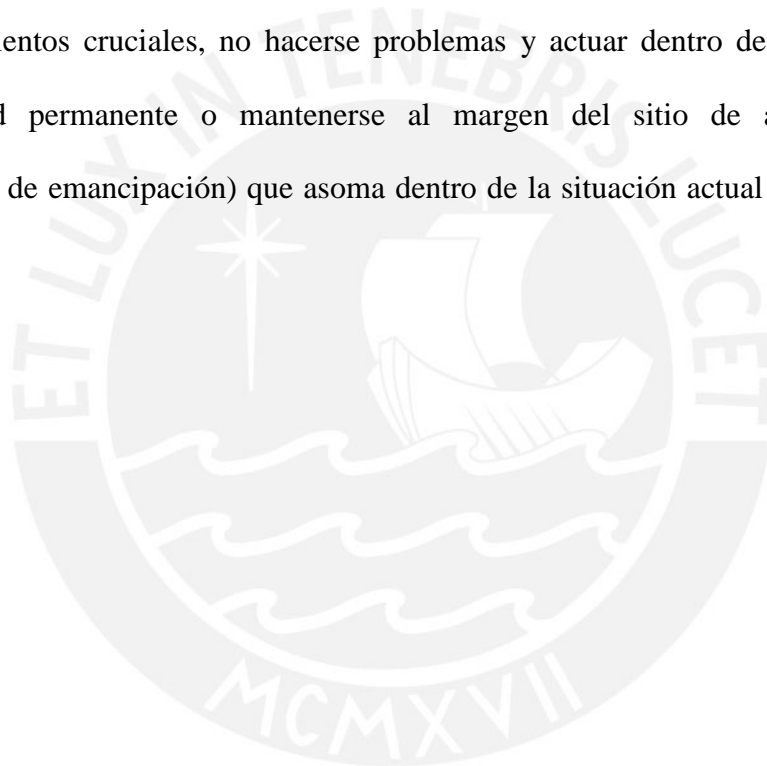 entos cruciales, no hacerse problemas y actuar dentro de
permanente o mantenerse al margen del sitio de
de emancipación) que asoma dentro de la situación actual
ET LUX IN TENEBRIS LUCET
MCMXVII